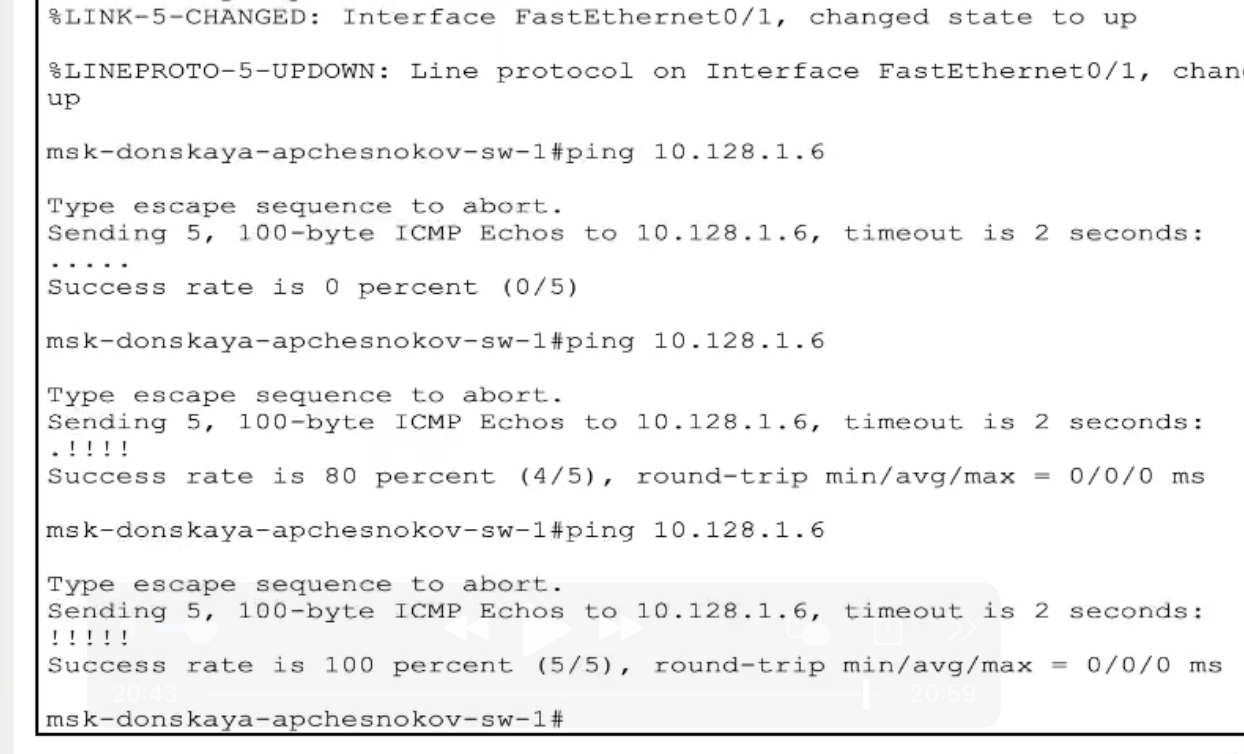 %LINK-5-CHANGED: Interface FastEthernet0/1, changed state to up
%LINEPROTO-5-UPDOWN: Line protocol on Interface FastEthernet0/1,
up
msk-donskaya-apchesnokov-sw-1#ping 10.128.1.6
Type escape sequence to abort.
Sending 5, 100-byte ICMP Echos to 10.128.1.6, timeout is 2 seconds:
.....
Success rate is 0 percent (0/5)
msk-donskaya-apchesnokov-sw-1#ping 10.128.1.6
Type escape sequence to abort.
Sending 5, 100-byte ICMP Echos to 10.128.1.6, timeout is 2 seconds:
.!!!!
Success rate is 80 percent (4/5), round-trip min/avg/max = 0/0/0 ms
msk-donskaya-apchesnokov-sw-1#ping 10.128.1.6
Type escape sequence to abort.
Sending 5, 100-byte ICMP Echos to 10.128.1.6, timeout is 2 seconds:
!!!!!
Success rate is 100 percent (5/5), round-trip min/avg/max = 0/0/0 ms
20:43 20:59
msk-donskaya-apchesnokov-sw-1#